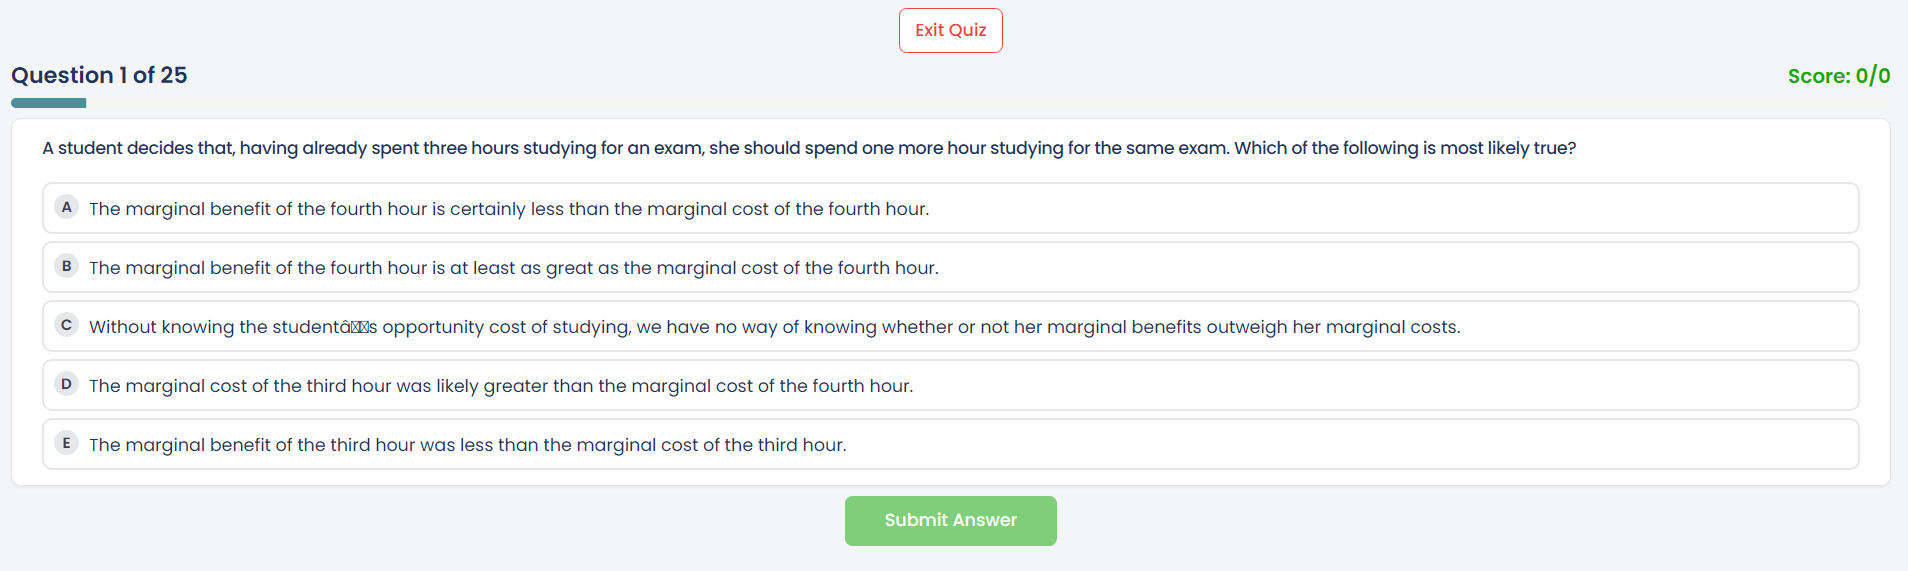 Exit Quiz
Question 1 of 25
Score: 0/0
A student decides that, having already spent three hours studying for an exam, she should spend one more hour studying for the same exam. Which of the following is most likely true?
A The marginal benefit of the fourth hour is certainly less than the marginal cost of the fourth hour.
B The marginal benefit of the fourth hour is at least as great as the marginal cost of the fourth hour.
C Without knowing the studentâs opportunity cost of studying, we have no way of knowing whether or not her marginal benefits outweigh her marginal costs.
D The marginal cost of the third hour was likely greater than the marginal cost of the fourth hour.
E The marginal benefit of the third hour was less than the marginal cost of the third hour.
Submit Answer